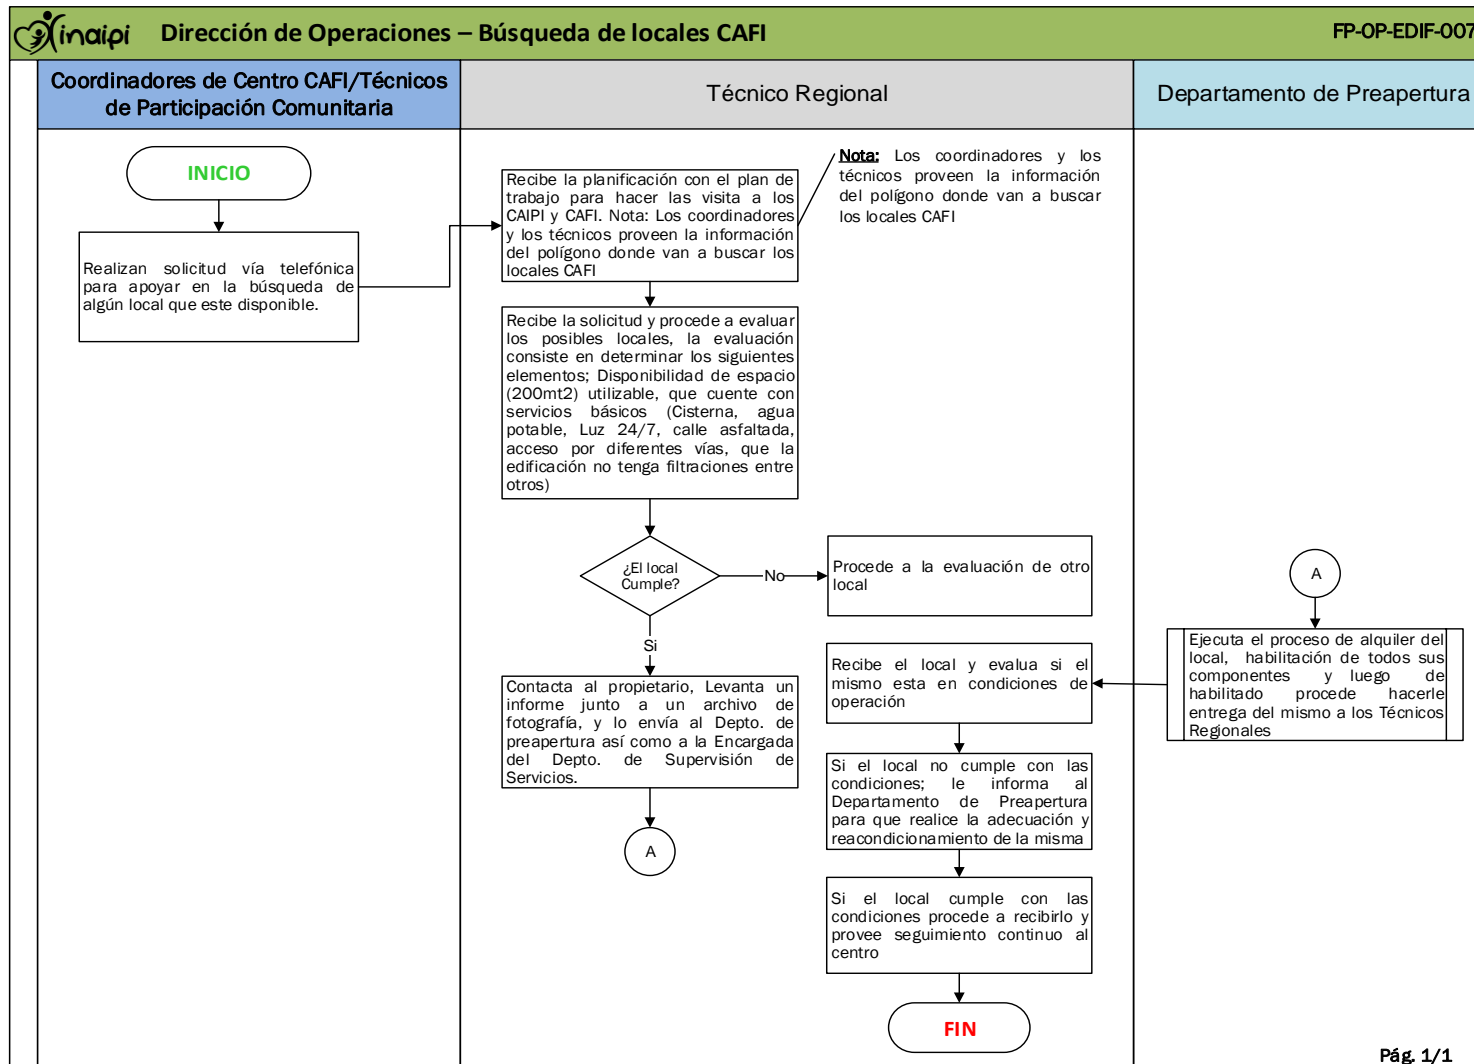 inaipi
Dirección de Operaciones – Búsqueda de locales CAFI
FP-OP-EDIF-007
Coordinadores de Centro CAFI/Técnicos
de Participación Comunitaria
Técnico Regional
Departamento de Preapertura
INICIO
Realizan solicitud vía telefónica
para apoyar en la búsqueda de
algún local que este disponible.
Recibe la planificación con el plan de
trabajo para hacer las visita a los
CAIPI y CAFI. Nota: Los coordinadores
y los técnicos proveen la información
del polígono donde van a buscar los
locales CAFI
Nota: Los coordinadores y los
técnicos proveen la información
del polígono donde van a buscar
los locales CAFI
Recibe la solicitud y procede a evaluar
los posibles locales, la evaluación
consiste en determinar los siguientes
elementos; Disponibilidad de espacio
(200mt2) utilizable, que cuente con
servicios básicos (Cisterna, agua
potable, Luz 24/7, calle asfaltada,
acceso por diferentes vías, que la
edificación no tenga filtraciones entre
otros)
¿El local
Cumple?
No
Procede a la evaluación de otro
local
Si
Contacta al propietario, Levanta un
informe junto a un archivo de
fotografía, y lo envía al Depto. de
preapertura así como a la Encargada
del Depto. de Supervisión de
Servicios.
A
A
Ejecuta el proceso de alquiler del
local, habilitación de todos sus
componentes y luego de
habilitado procede hacerle
entrega del mismo a los Técnicos
Regionales
Recibe el local y evalua si el
mismo esta en condiciones de
operación
Si el local no cumple con las
condiciones; le informa al
Departamento de Preapertura
para que realice la adecuación y
reacondicionamiento de la misma
Si el local cumple con las
condiciones procede a recibirlo y
provee seguimiento continuo al
centro
FIN
Pág. 1/1